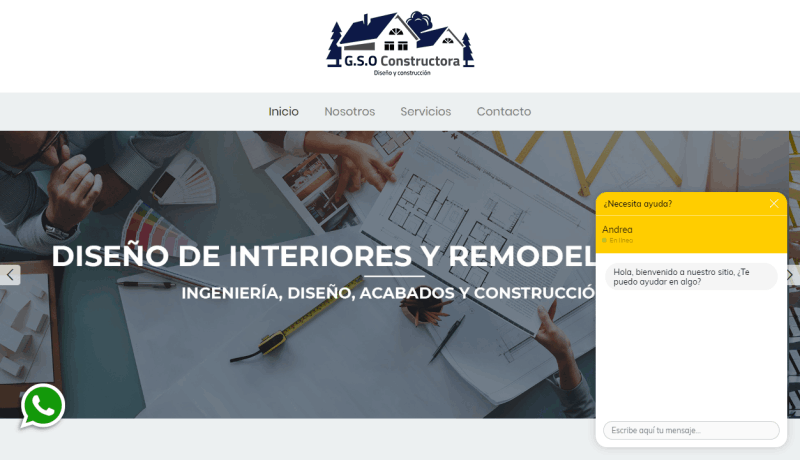 G.S.O Constructora
Diseño y construcción
Inicio Nosotros Servicios Contacto
DISEÑO DE INTERIORES Y REMODEL
INGENIERÍA, DISEÑO, ACABADOS Y CONSTRUCCIÓ
¿Necesita ayuda?
Andrea
En línea
Hola, bienvenido a nuestro sitio, ¿Te
puedo ayudar en algo?
Escribe aquí tu mensaje...